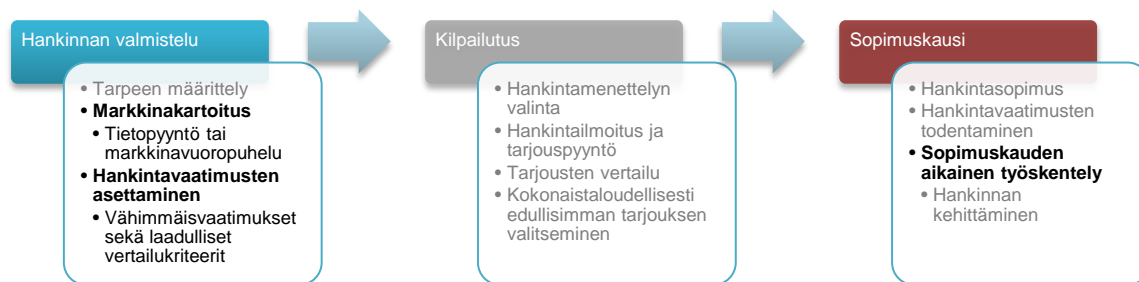 Hankinnan valmistelu
• Tarpeen määrittely
• Markkinakartoitus
• Tietopyyntö tai
markkinavuoropuhelu
• Hankintavaatimusten
asettaminen
• Vähimmäisvaatimukset
sekä laadulliset
vertailukriteerit
Kilpailutus
• Hankintamenettelyn
valinta
• Hankintailmoitus ja
tarjouspyyntö
• Tarjousten vertailu
• Kokonaistaloudellisesti
edullisimman tarjouksen
valitseminen
Sopimuskausi
• Hankintasopimus
• Hankintavaatimusten
todentaminen
• Sopimuskauden
aikainen työskentely
• Hankinnan
kehittäminen